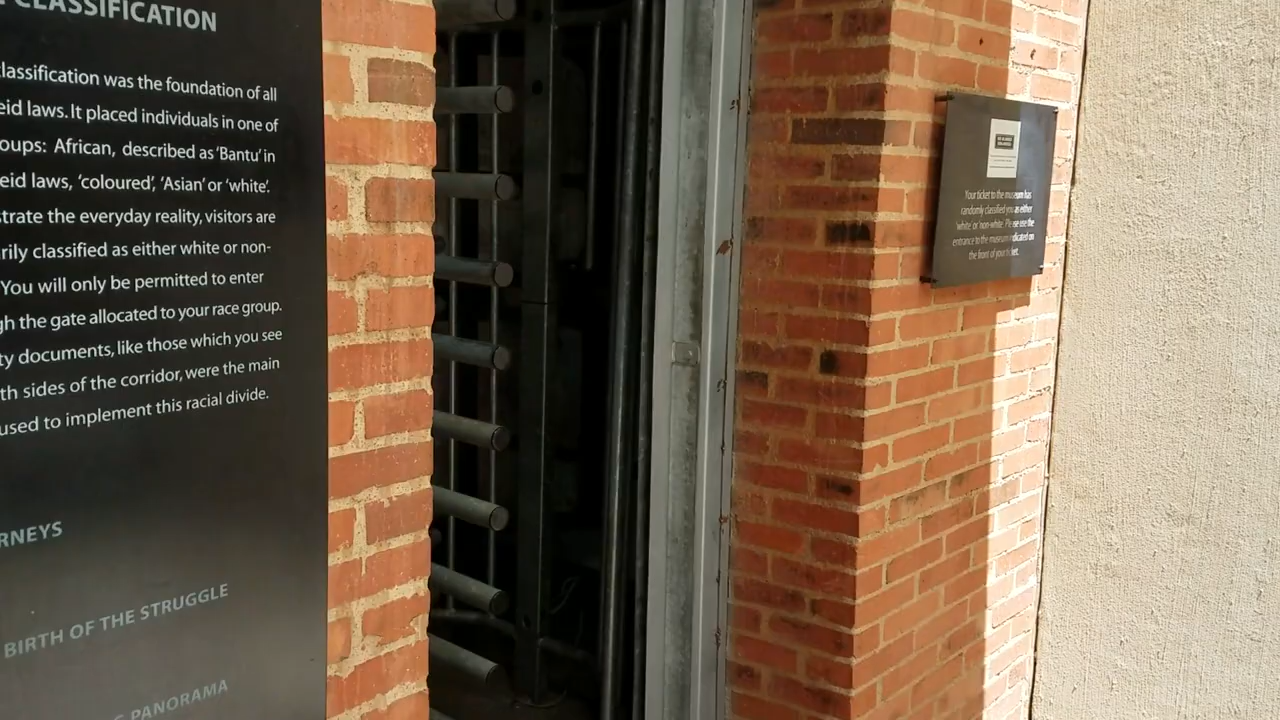 CLASSIFICATION
classification was the foundation of all
eid laws. It placed individuals in one of
oups: African, described as 'Bantu' in
eid laws, 'coloured', 'Asian' or 'white'.
strate the everyday reality, visitors are
rily classified as either white or non-
You will only be permitted to enter
gh the gate allocated to your race group.
ty documents, like those which you see
th sides of the corridor, were the main
used to implement this racial divide.
RNEYS
BIRTH OF THE STRUGGLE
PANORAMA
Your ticket to the museum has
randomly classified you as either
'white' or 'non-white'. Please use the
entrance to the museum indicated on
the front of your ticket.